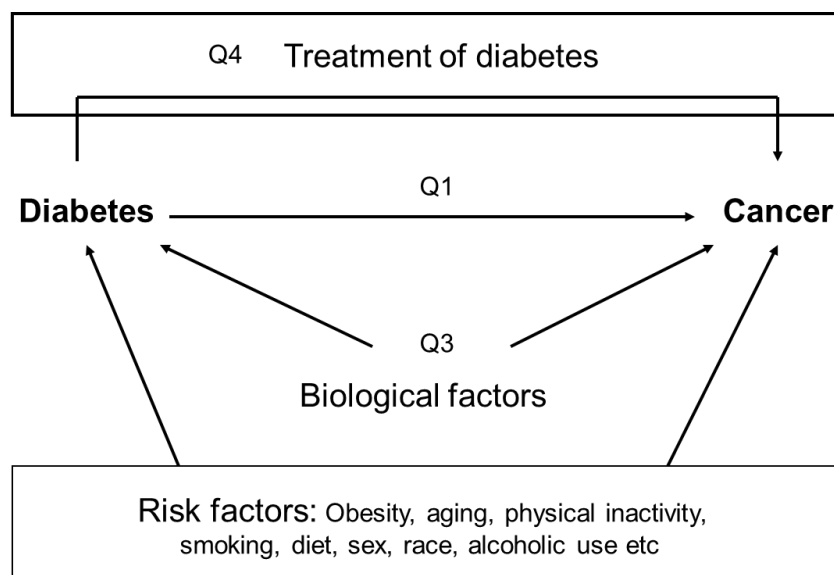 Q4 Treatment of diabetes
Q1
Diabetes Cancer
Q3
Biological factors
Risk factors: Obesity, aging, physical inactivity,
smoking, diet, sex, race, alcoholic use etc